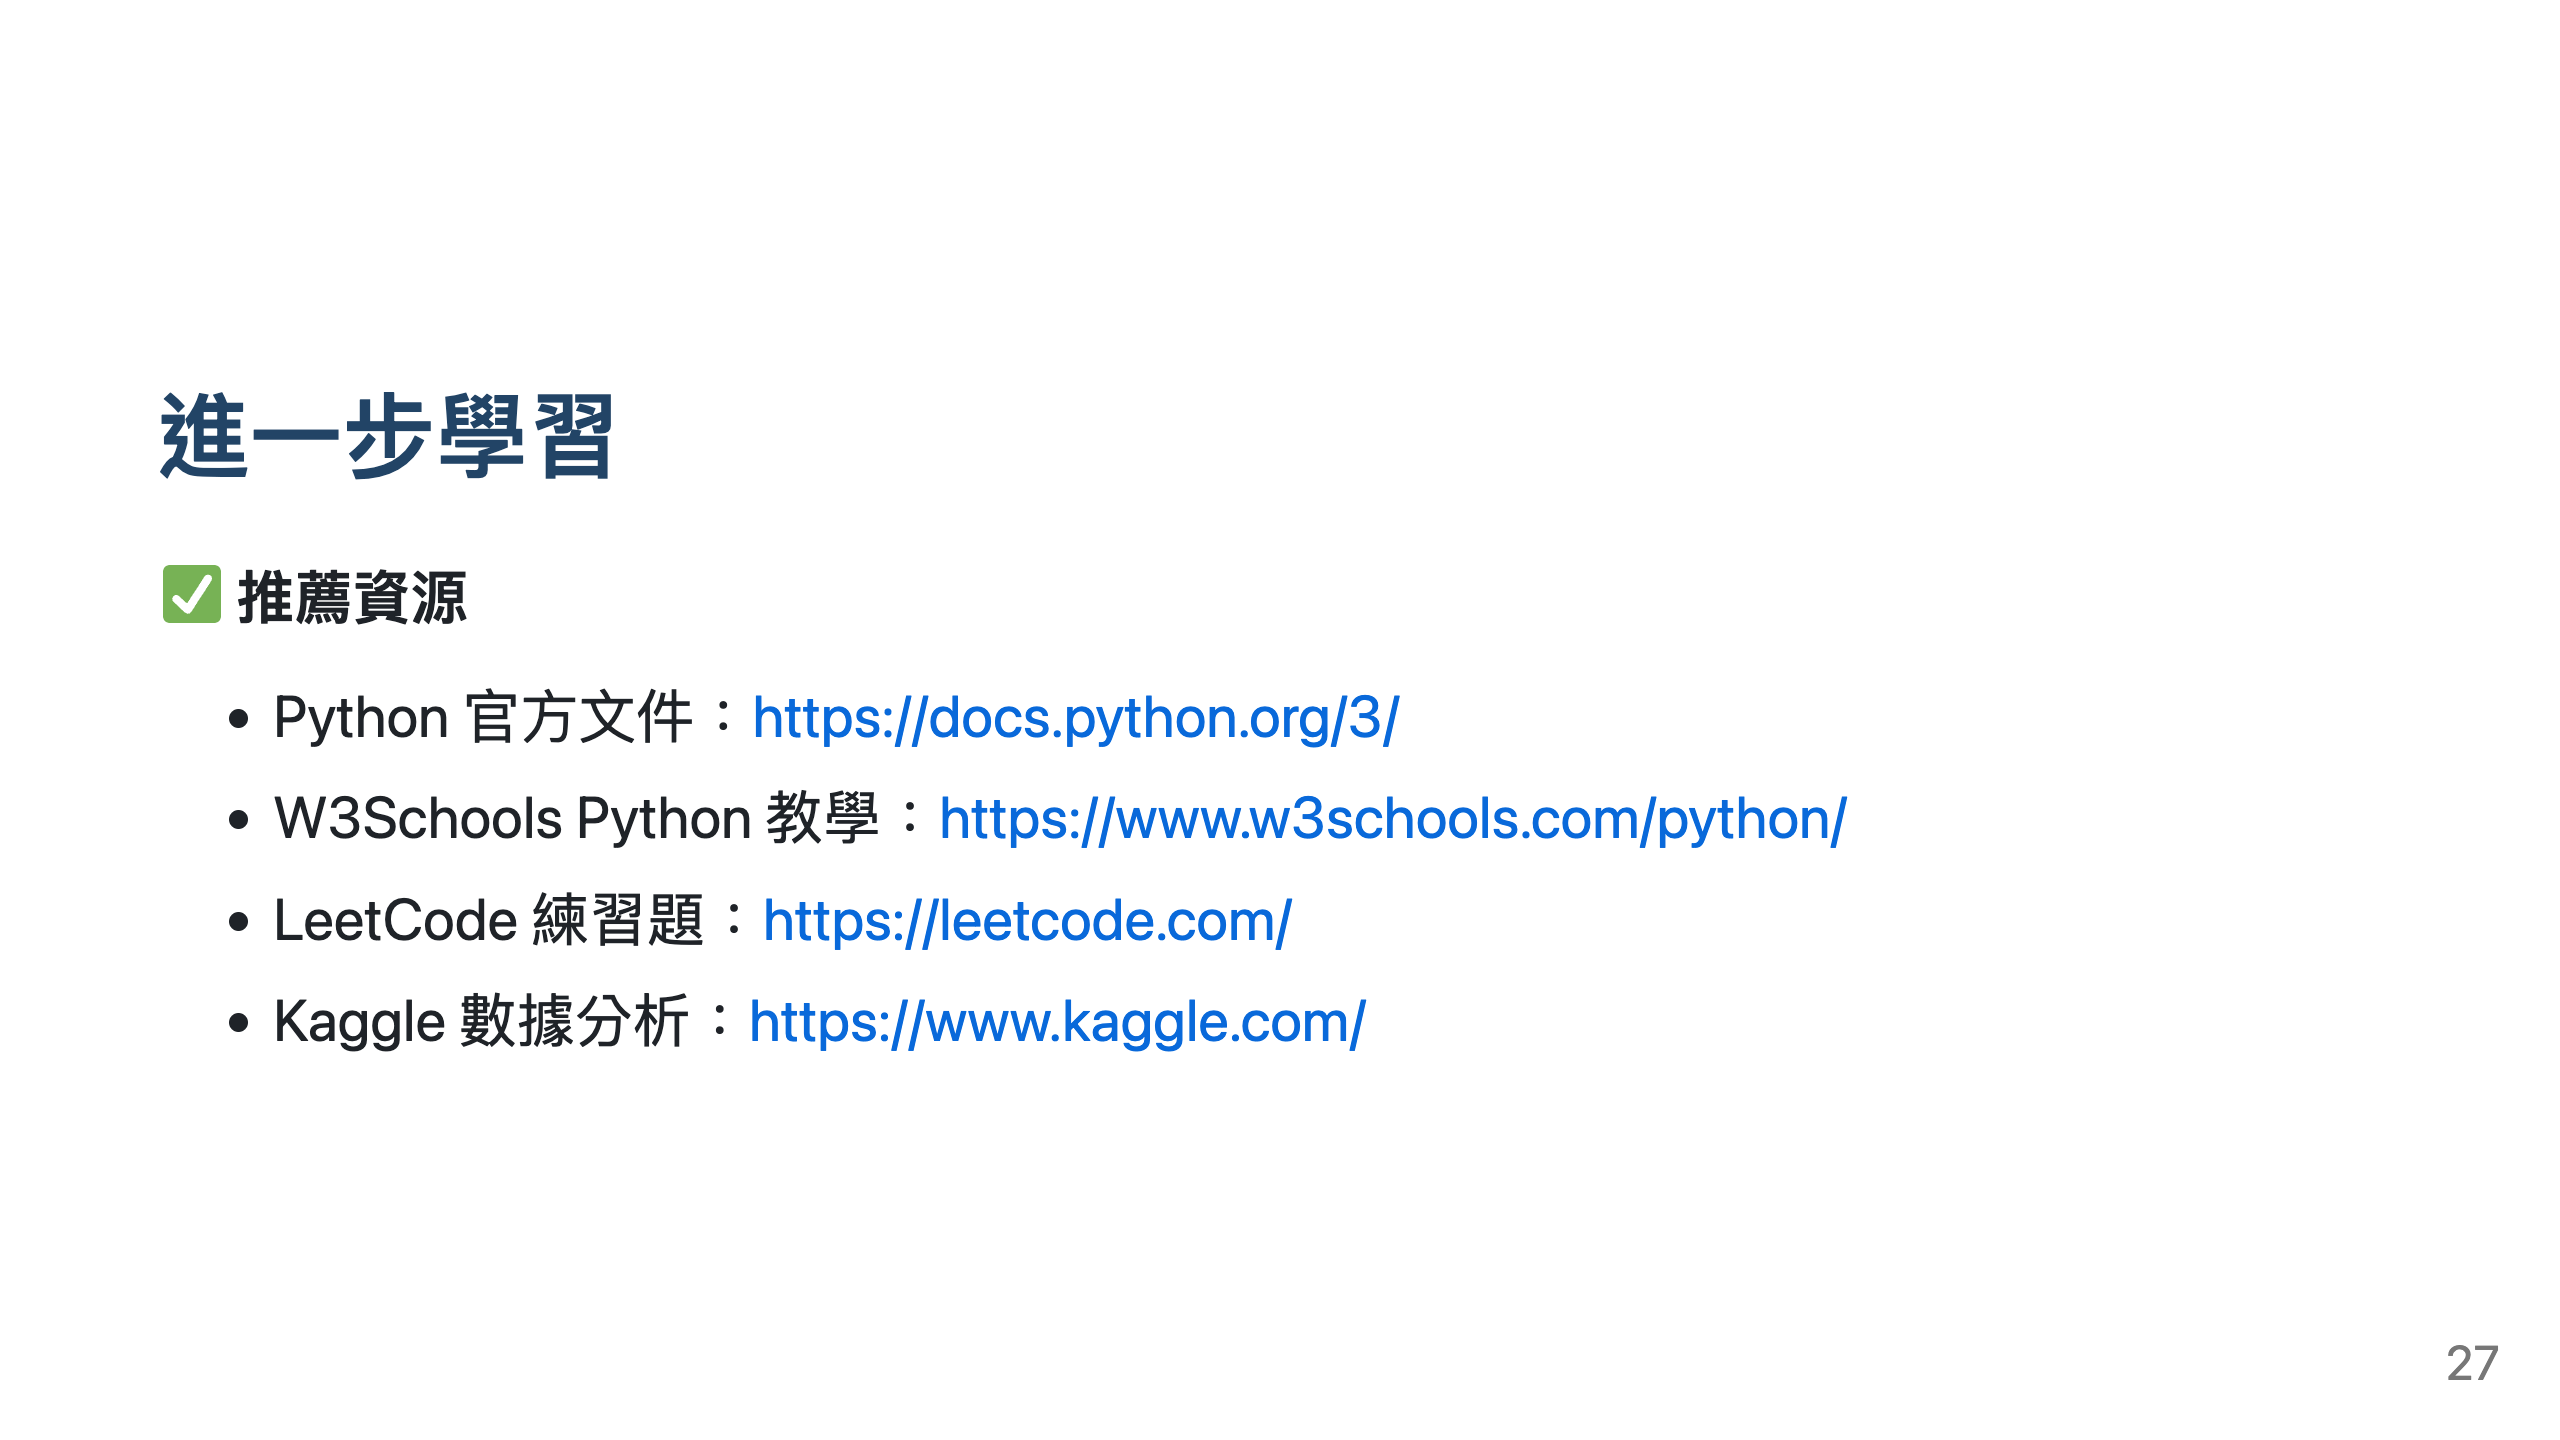 進一步學習
✅ 推薦資源
• Python 官方文件：https://docs.python.org/3/
• W3Schools Python 教學：https://www.w3schools.com/python/
• LeetCode 練習題：https://leetcode.com/
• Kaggle 數據分析：https://www.kaggle.com/
27